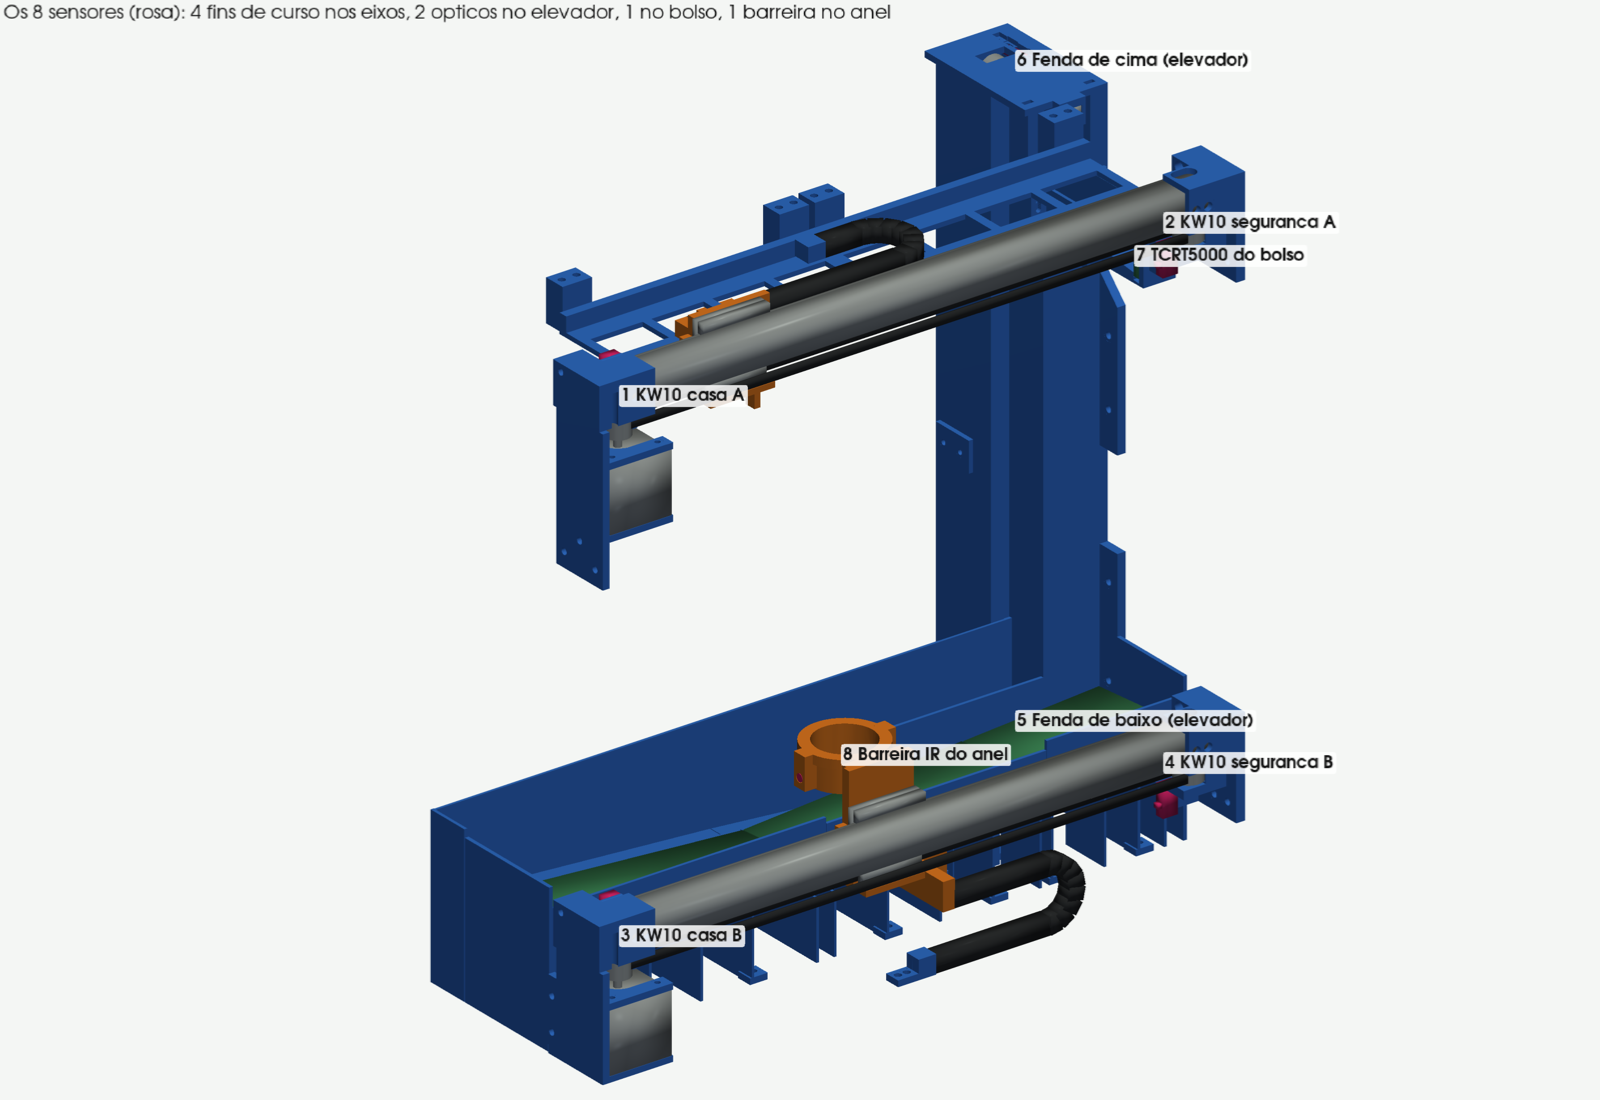 Os 8 sensores (rosa): 4 fins de curso nos eixos, 2 opticos no elevador, 1 no bolso, 1 barreira no anel
6 Fenda de cima (elevador)
2 KW10 seguranca A
7 TCRT5000 do bolso
1 KW10 casa A
5 Fenda de baixo (elevador)
8 Barreira IR do anel
4 KW10 seguranca B
3 KW10 casa B